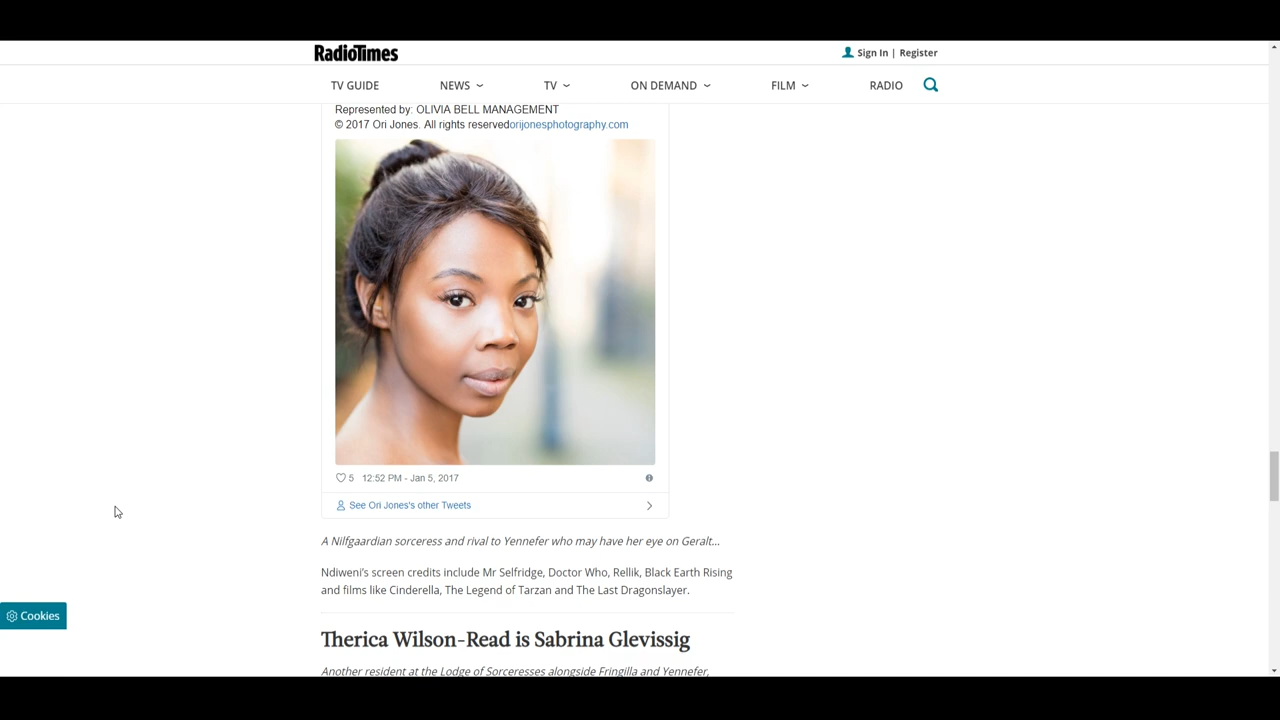 RadioTimes
Sign In | Register
TV GUIDE NEWS TV ON DEMAND FILM RADIO
Represented by: OLIVIA BELL MANAGEMENT
© 2017 Ori Jones. All rights reservedorijonesphotography.com
5 12:52 PM - Jan 5, 2017
See Ori Jones's other Tweets
A Nilfgaardian sorceress and rival to Yennefer who may have her eye on Geralt...
Ndiweni’s screen credits include Mr Selfridge, Doctor Who, Rellik, Black Earth Rising
and films like Cinderella, The Legend of Tarzan and The Last Dragonslayer.
Cookies
Therica Wilson-Read is Sabrina Glevissig
Another resident at the Lodge of Sorceresses alongside Fringilla and Yennefer,